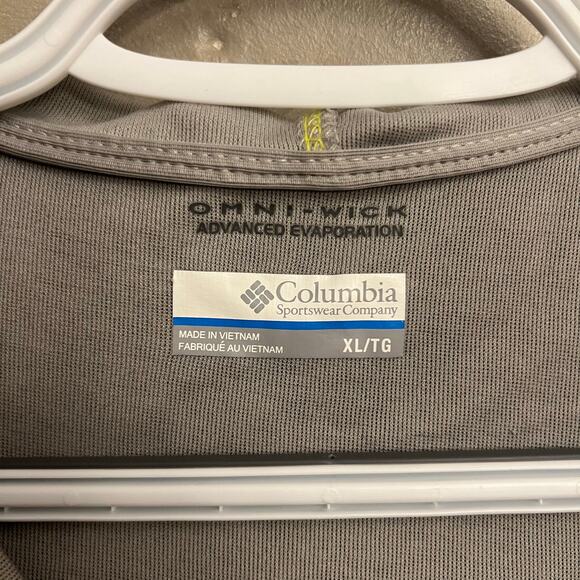 OMNI-WICK
ADVANCED EVAPORATION
Columbia
Sportswear Company
MADE IN VIETNAM
FABRIQUÉ AU VIETNAM
XL/TG